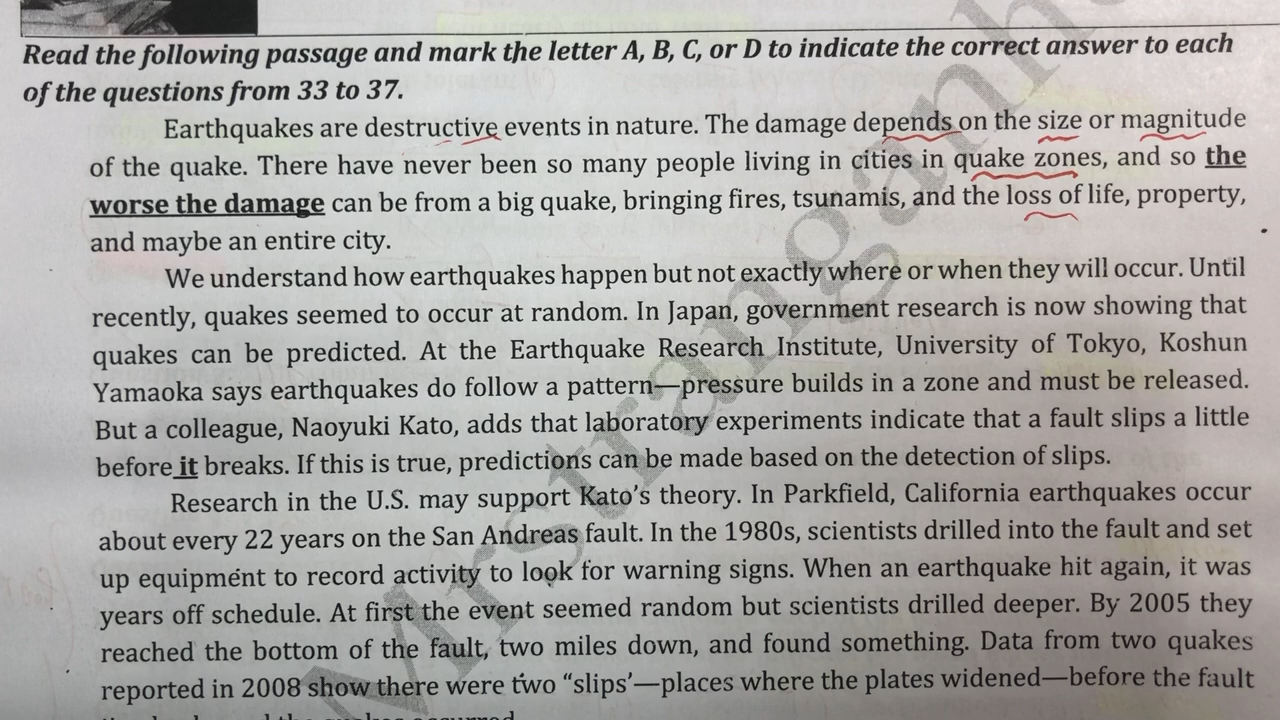 Read the following passage and mark the letter A, B, C, or D to indicate the correct answer to each
of the questions from 33 to 37.
Earthquakes are destructive events in nature. The damage depends on the size or magnitude
of the quake. There have never been so many people living in cities in quake zones, and so the
worse the damage can be from a big quake, bringing fires, tsunamis, and the loss of life, property,
and maybe an entire city.
We understand how earthquakes happen but not exactly where or when they will occur. Until
recently, quakes seemed to occur at random. In Japan, government research is now showing that
quakes can be predicted. At the Earthquake Research Institute, University of Tokyo, Koshun
Yamaoka says earthquakes do follow a pattern—pressure builds in a zone and must be released.
But a colleague, Naoyuki Kato, adds that laboratory experiments indicate that a fault slips a little
before it breaks. If this is true, predictions can be made based on the detection of slips.
Research in the U.S. may support Kato's theory. In Parkfield, California earthquakes occur
about every 22 years on the San Andreas fault. In the 1980s, scientists drilled into the fault and set
up equipment to record activity to look for warning signs. When an earthquake hit again, it was
years off schedule. At first the event seemed random but scientists drilled deeper. By 2005 they
reached the bottom of the fault, two miles down, and found something. Data from two quakes
reported in 2008 show there were two “slips’—places where the plates widened—before the fault